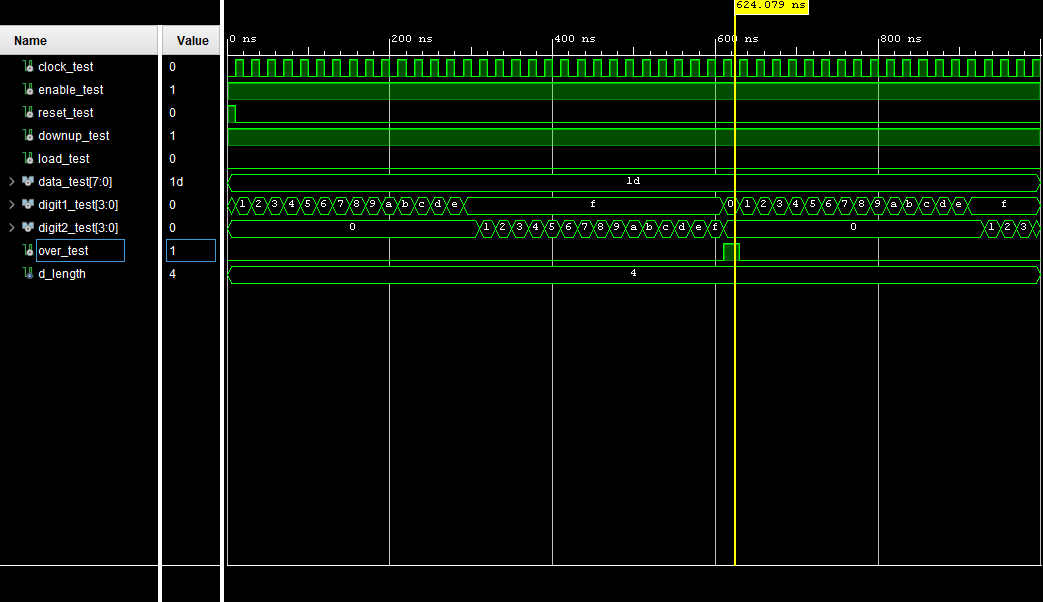 624.079 ns
Name Value 0 ns 200 ns 400 ns 600 ns 800 ns
clock_test 0
enable_test 1
reset_test 0
downup_test 1
load_test 0
data_test[7:0] 1d 1d
digit1_test[3:0] 0 1 2 3 4 5 6 7 8 9 a b c d e f 0 1 2 3 4 5 6 7 8 9 a b c d e f
digit2_test[3:0] 0 0 1 2 3 4 5 6 7 8 9 a b c d e f 0 1 2 3
over_test 1
d_length 4 4